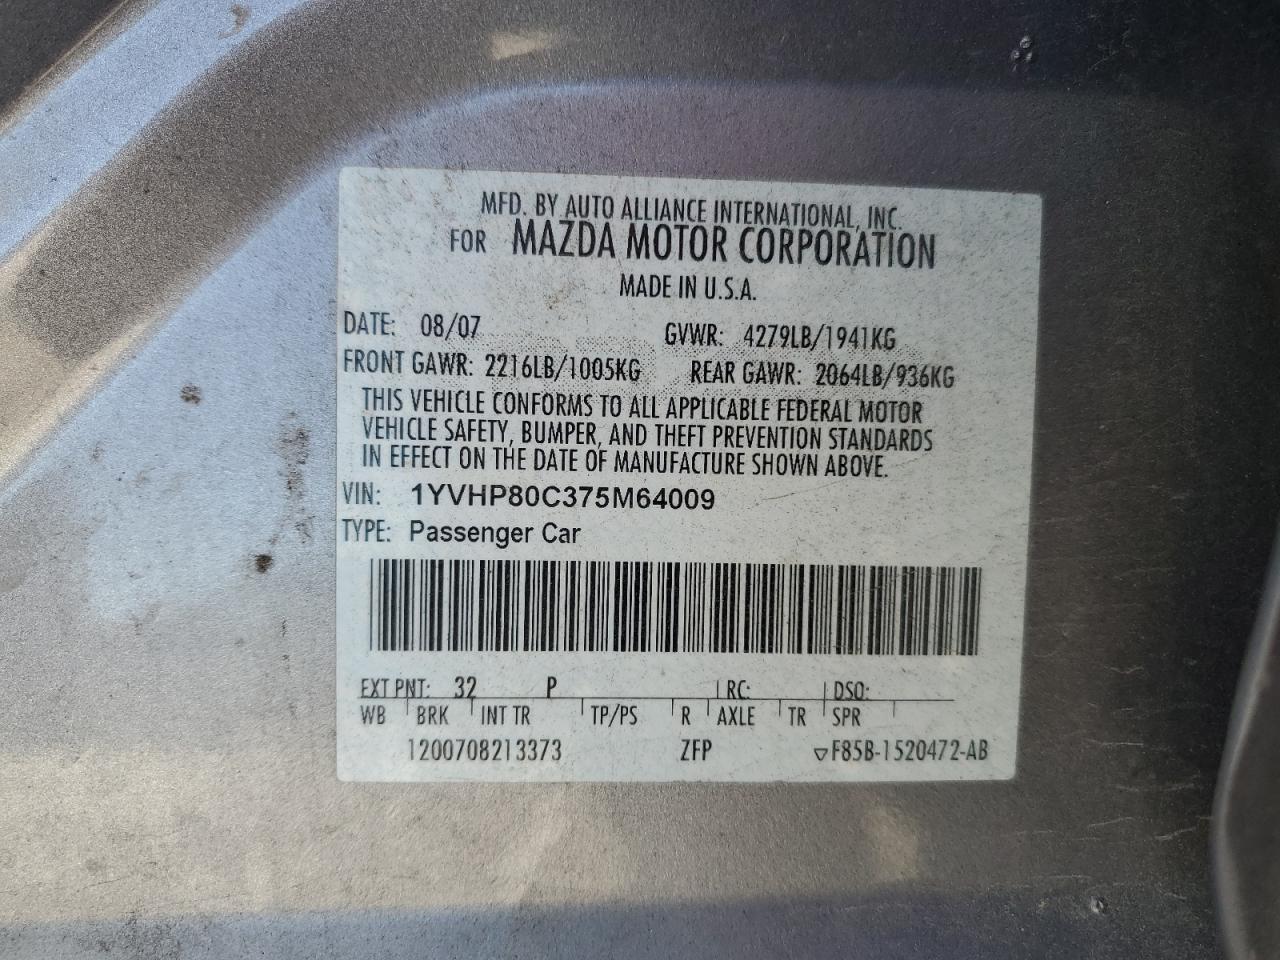 MFD. BY AUTO ALLIANCE INTERNATIONAL, INC.
FOR MAZDA MOTOR CORPORATION
MADE IN U.S.A.
DATE: 08/07 GVWR: 4279LB/1941KG
FRONT GAWR: 2216LB/1005KG REAR GAWR: 2064LB/936KG
THIS VEHICLE CONFORMS TO ALL APPLICABLE FEDERAL MOTOR
VEHICLE SAFETY, BUMPER, AND THEFT PREVENTION STANDARDS
IN EFFECT ON THE DATE OF MANUFACTURE SHOWN ABOVE.
VIN: 1YVHP80C375M64009
TYPE: Passenger Car
EXT PNT: 32 P RC: DSO:
WB BRK INT TR TP/PS R AXLE TR SPR
1200708213373 ZFP ▽F85B-1520472-AB